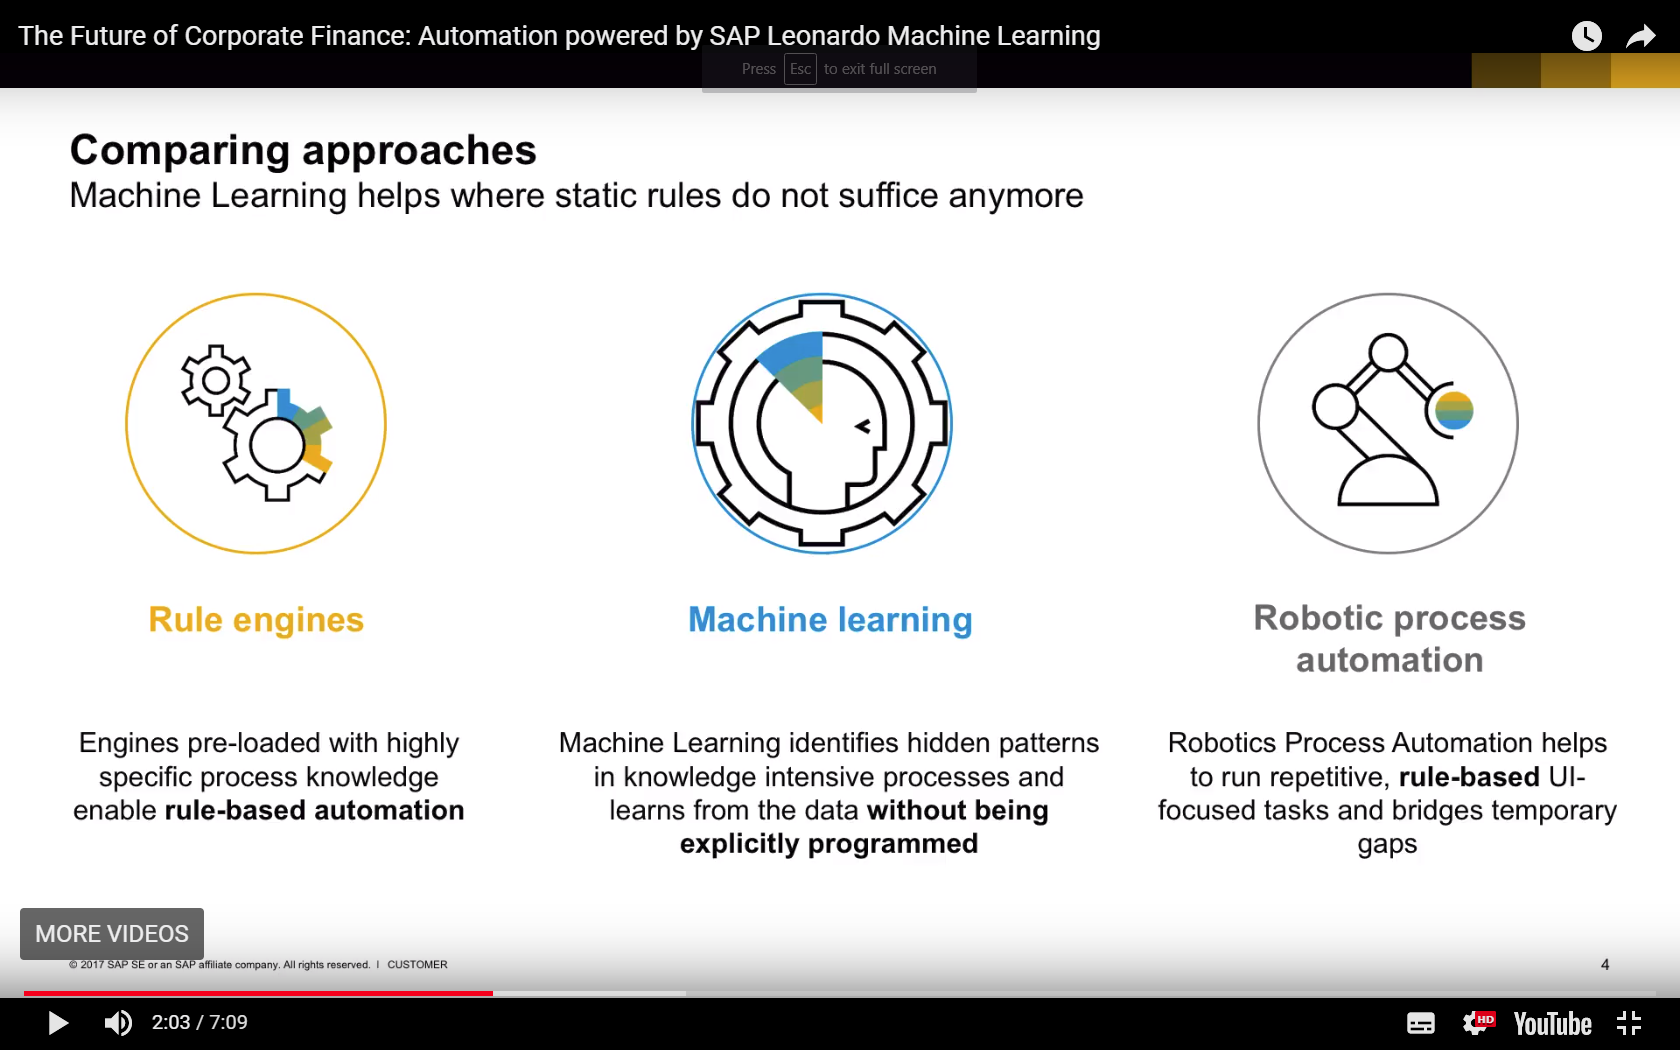 The Future of Corporate Finance: Automation powered by SAP Leonardo Machine Learning
Press Esc to exit full screen
Comparing approaches
Machine Learning helps where static rules do not suffice anymore
Rule engines
Engines pre-loaded with highly
specific process knowledge
enable rule-based automation
Machine learning
Machine Learning identifies hidden patterns
in knowledge intensive processes and
learns from the data without being
explicitly programmed
Robotic process
automation
Robotics Process Automation helps
to run repetitive, rule-based UI-
focused tasks and bridges temporary
gaps
MORE VIDEOS
© 2017 SAP SE or an SAP affiliate company. All rights reserved. I CUSTOMER
4
2:03 / 7:09
HD
YouTube